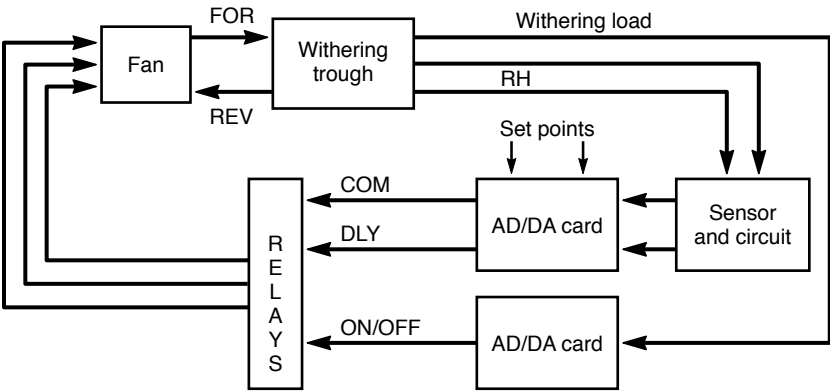 FOR
Withering load
Fan
Withering
trough
RH
REV
Set points
COM
AD/DA card
Sensor
and circuit
DLY
R
E
L
A
Y
S
ON/OFF
AD/DA card